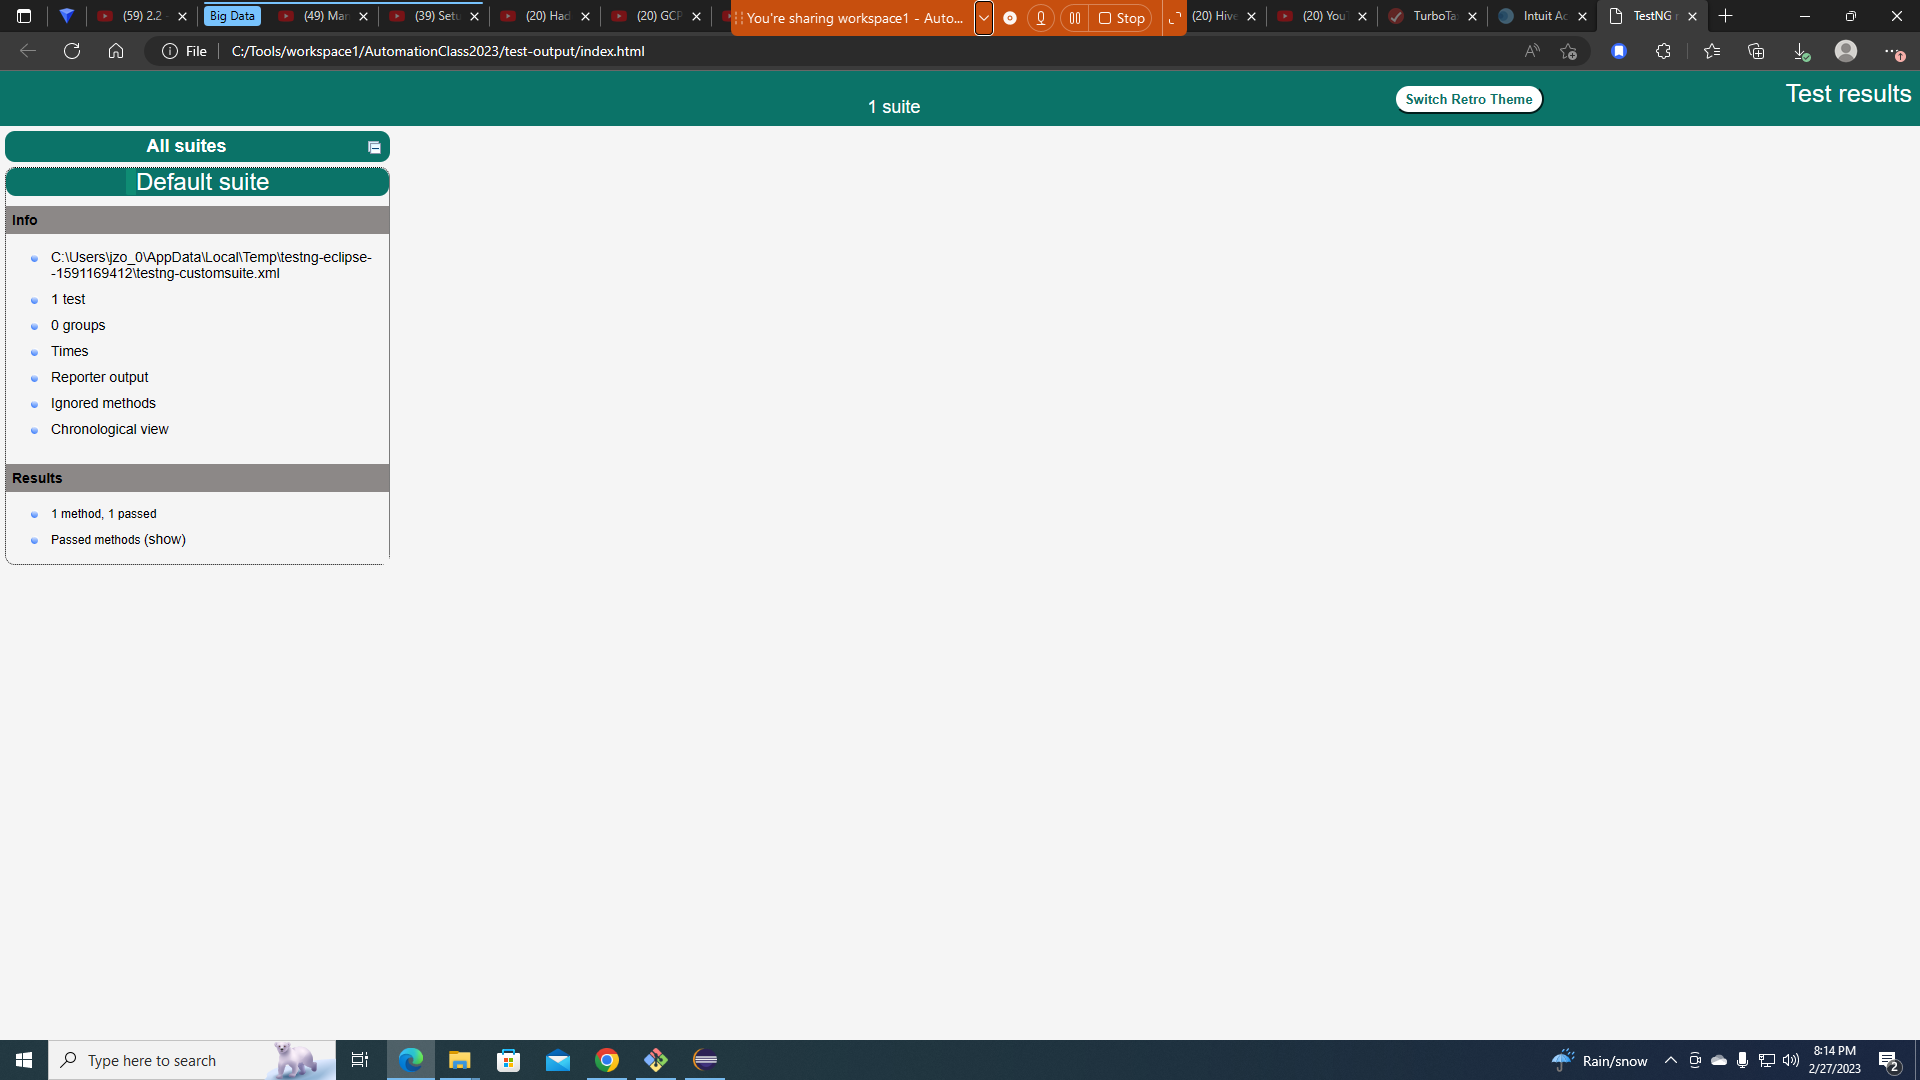 (59) 2.2
Big Data
(49) Mar
(39) Setu
(20) Had
(20) GCP
You're sharing workspace1 - Auto...
Stop
(20) Hive
(20) YouT
TurboTa
Intuit Ac
TestNG r
File
C:/Tools/workspace1/AutomationClass2023/test-output/index.html
Test results
1 suite
Switch Retro Theme
All suites
Default suite
Info
C:\Users\jzo_0\AppData\Local\Temp\testng-eclipse-
-1591169412\testng-customsuite.xml
1 test
0 groups
Times
Reporter output
Ignored methods
Chronological view
Results
1 method, 1 passed
Passed methods (show)
Type here to search
Rain/snow
8:14 PM
2/27/2023
2